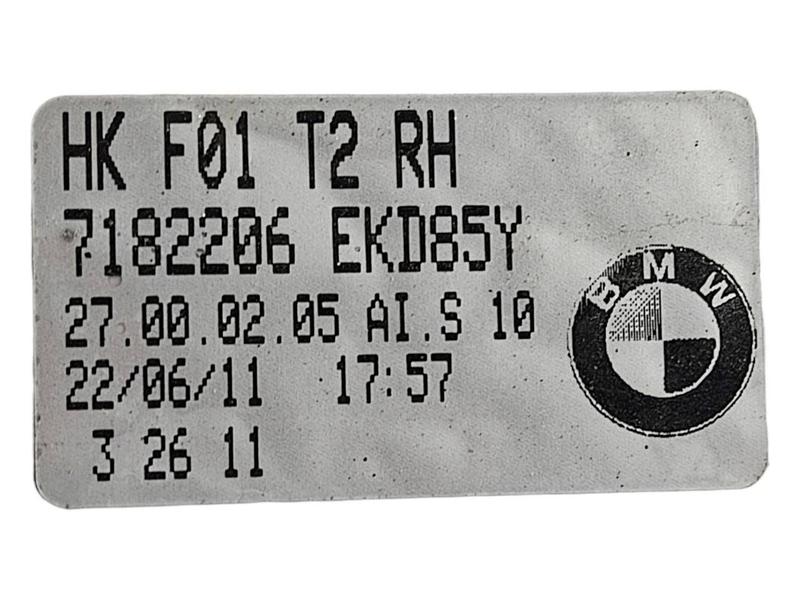 HK F01 T2 RH
7182206 EKD85Y
27.00.02.05 AI.S 10
22/06/11 17:57
3 26 11
BMW